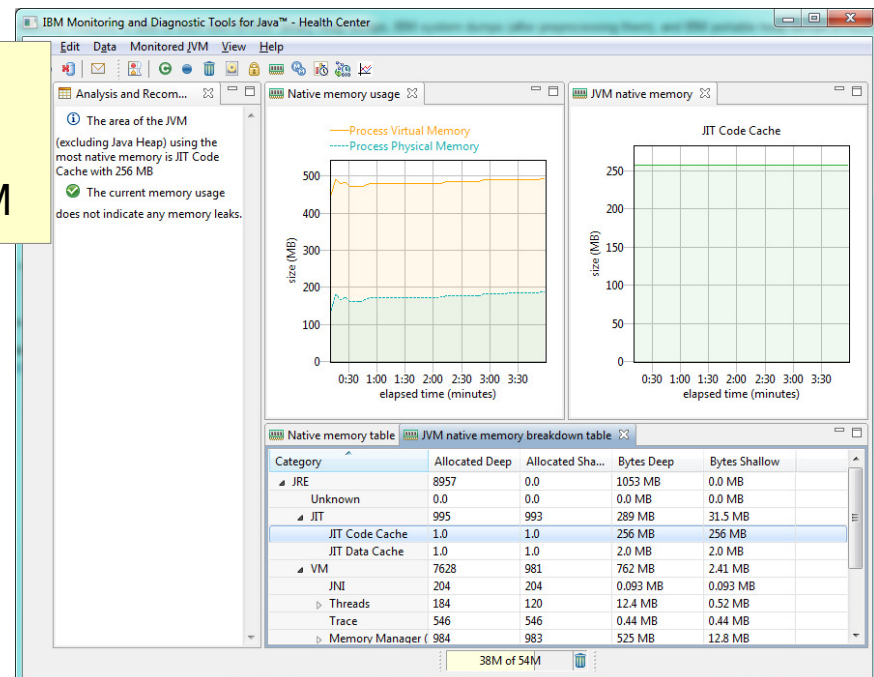 IBM Monitoring and Diagnostic Tools for Java™ - Health Center
Edit Data Monitored JVM View Help
M
Analysis and Recom...
The area of the JVM
(excluding Java Heap) using the
most native memory is JIT Code
Cache with 256 MB
The current memory usage
does not indicate any memory leaks.
Native memory usage
Process Virtual Memory
Process Physical Memory
size (MB)
500
400
300
200
100
0
0:30 1:00 1:30 2:00 2:30 3:00 3:30
elapsed time (minutes)
JVM native memory
JIT Code Cache
size (MB)
250
200
150
100
50
0
0:30 1:00 1:30 2:00 2:30 3:00 3:30
elapsed time (minutes)
Native memory table JVM native memory breakdown table
Category Allocated Deep Allocated Sha... Bytes Deep Bytes Shallow
JRE 8957 0.0 1053 MB 0.0 MB
Unknown 0.0 0.0 0.0 MB 0.0 MB
JIT 995 993 289 MB 31.5 MB
JIT Code Cache 1.0 1.0 256 MB 256 MB
JIT Data Cache 1.0 1.0 2.0 MB 2.0 MB
VM 7628 981 762 MB 2.41 MB
JNI 204 204 0.093 MB 0.093 MB
Threads 184 120 12.4 MB 0.52 MB
Trace 546 546 0.44 MB 0.44 MB
Memory Manager ( 984 983 525 MB 12.8 MB
38M of 54M